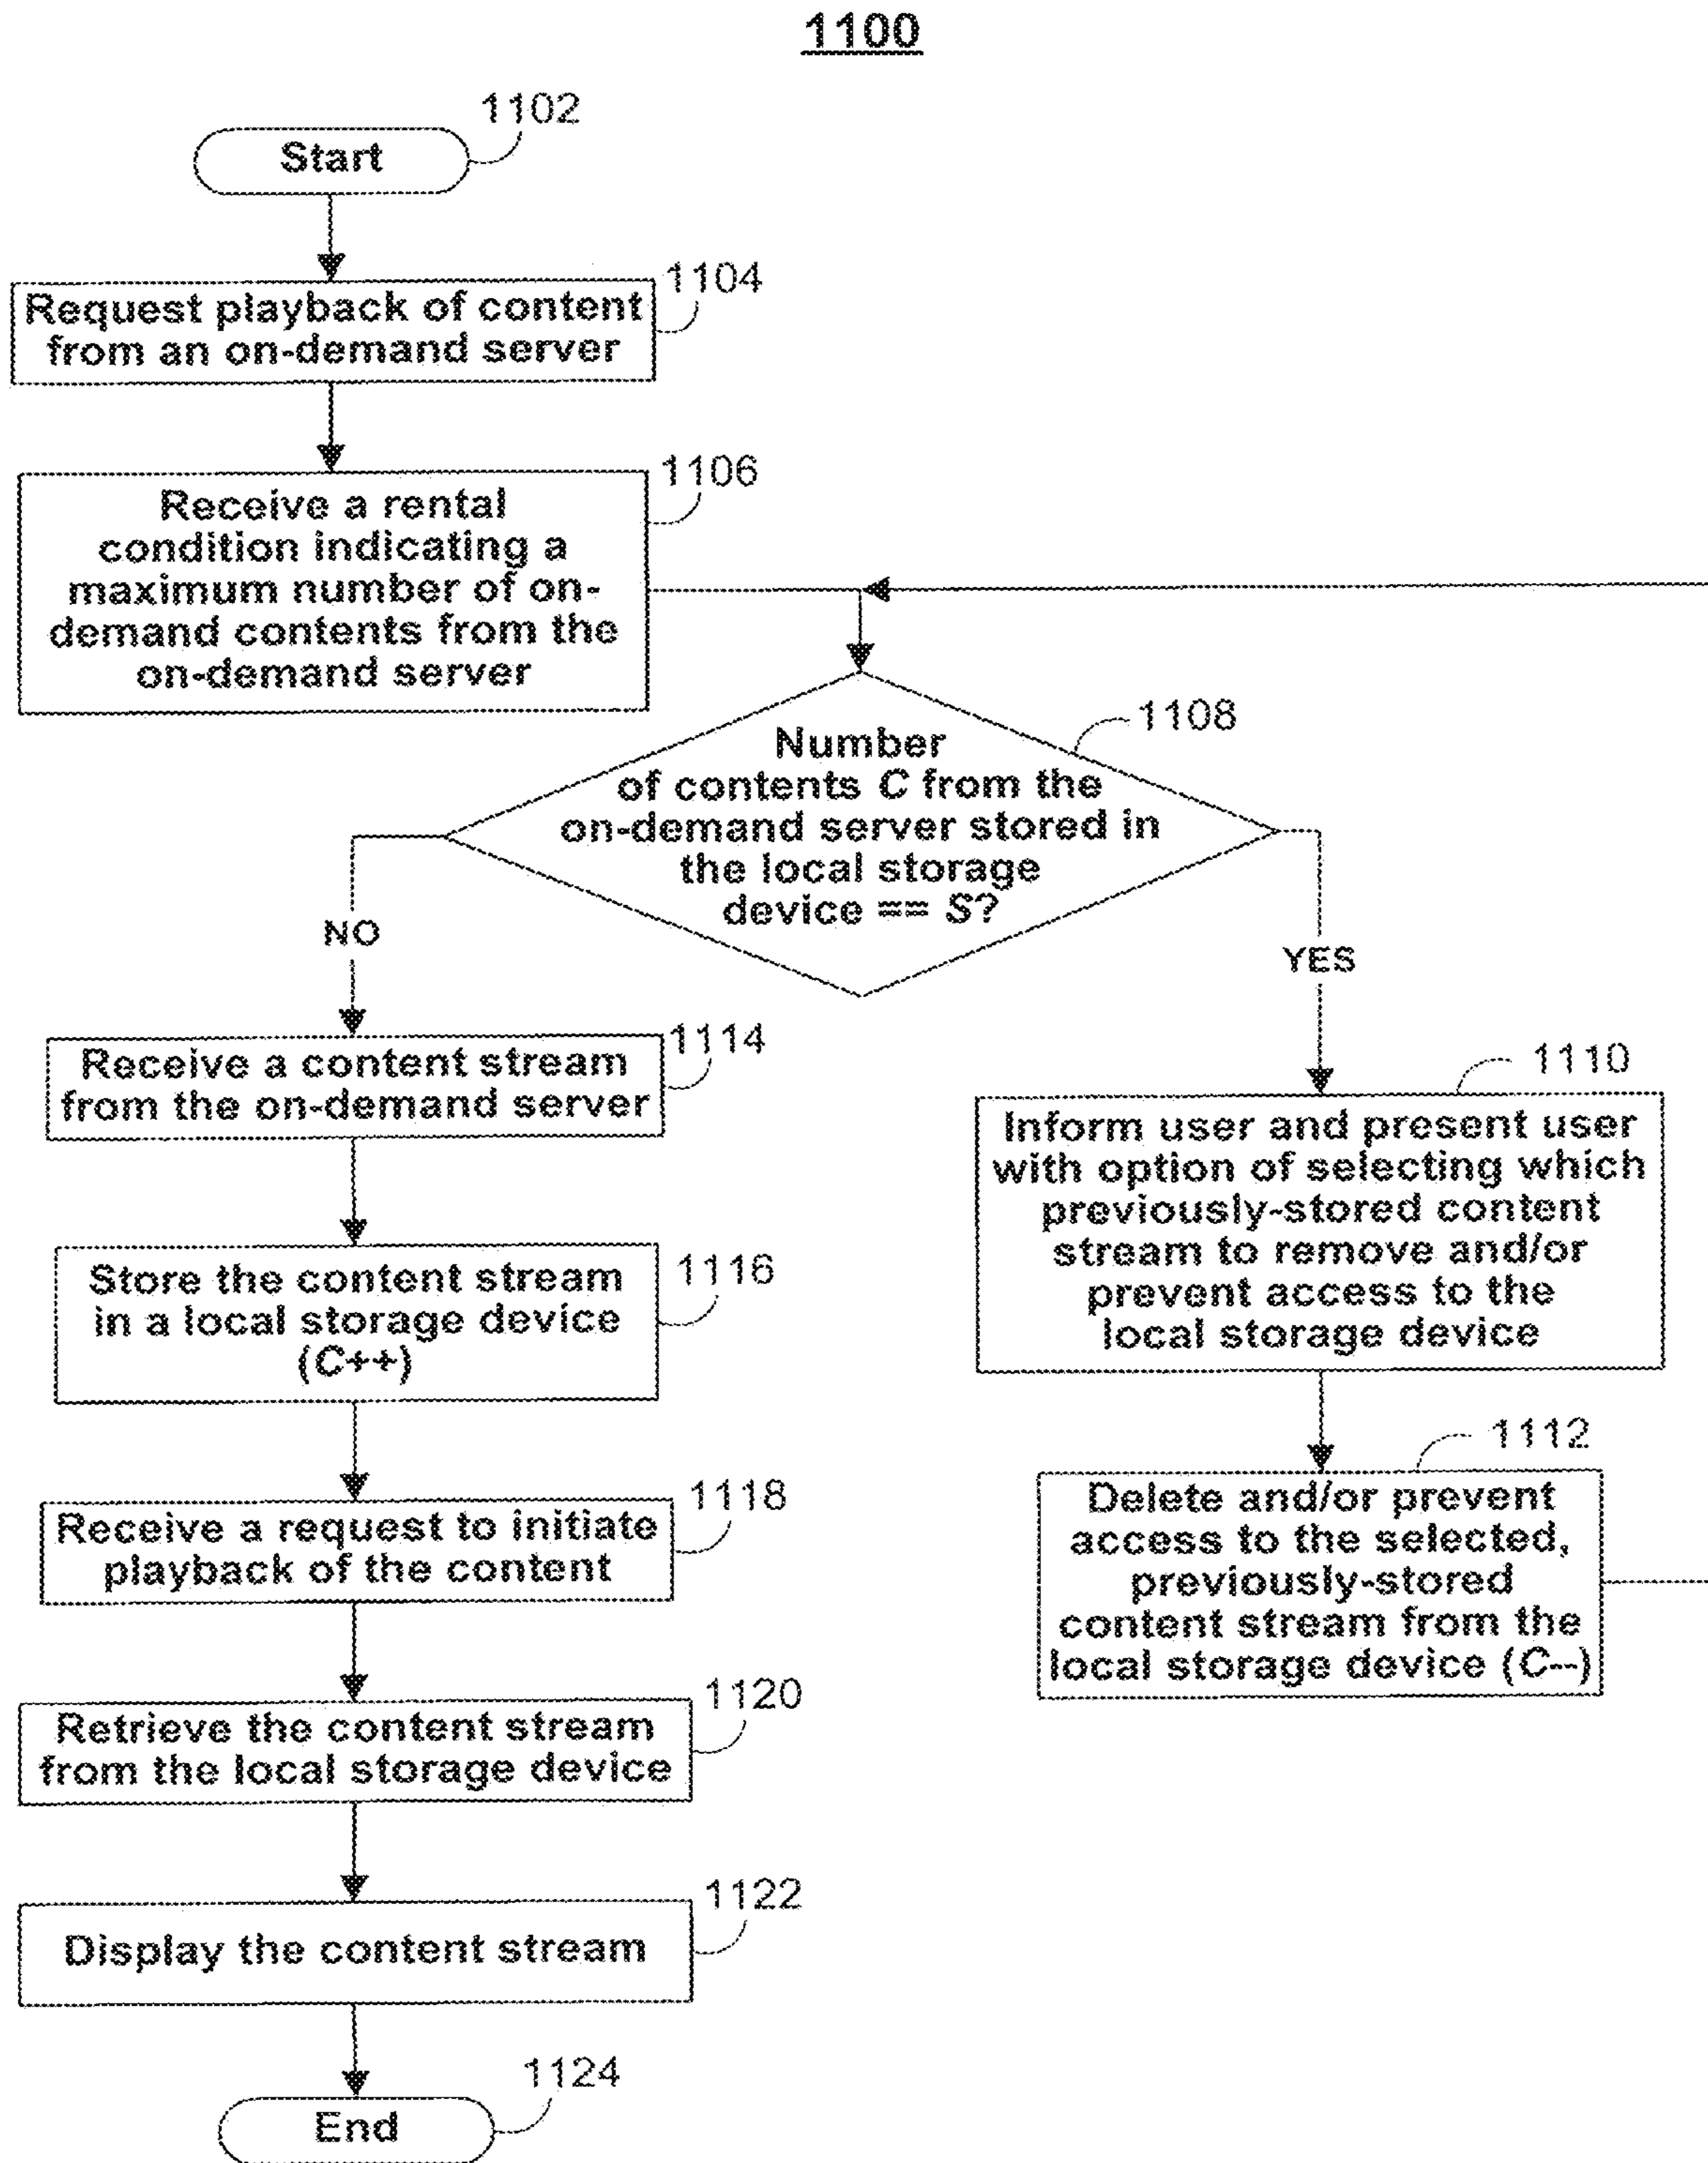 1100
1102
Start
1104
Request playback of content
from an on-demand server
1106
Receive a rental
condition indicating a
maximum number of on-
demand contents from the
on-demand server
1108
Number
of contents C from the
on-demand server stored in
the local storage
device == S?
NO
YES
1114
Receive a content stream
from the on-demand server
1110
Inform user and present user
with option of selecting which
previously-stored content
stream to remove and/or
prevent access to the
local storage device
1116
Store the content stream
in a local storage device
(C++)
1112
Delete and/or prevent
access to the selected,
previously-stored
content stream from the
local storage device (C--)
1118
Receive a request to initiate
playback of the content
1120
Retrieve the content stream
from the local storage device
1122
Display the content stream
1124
End